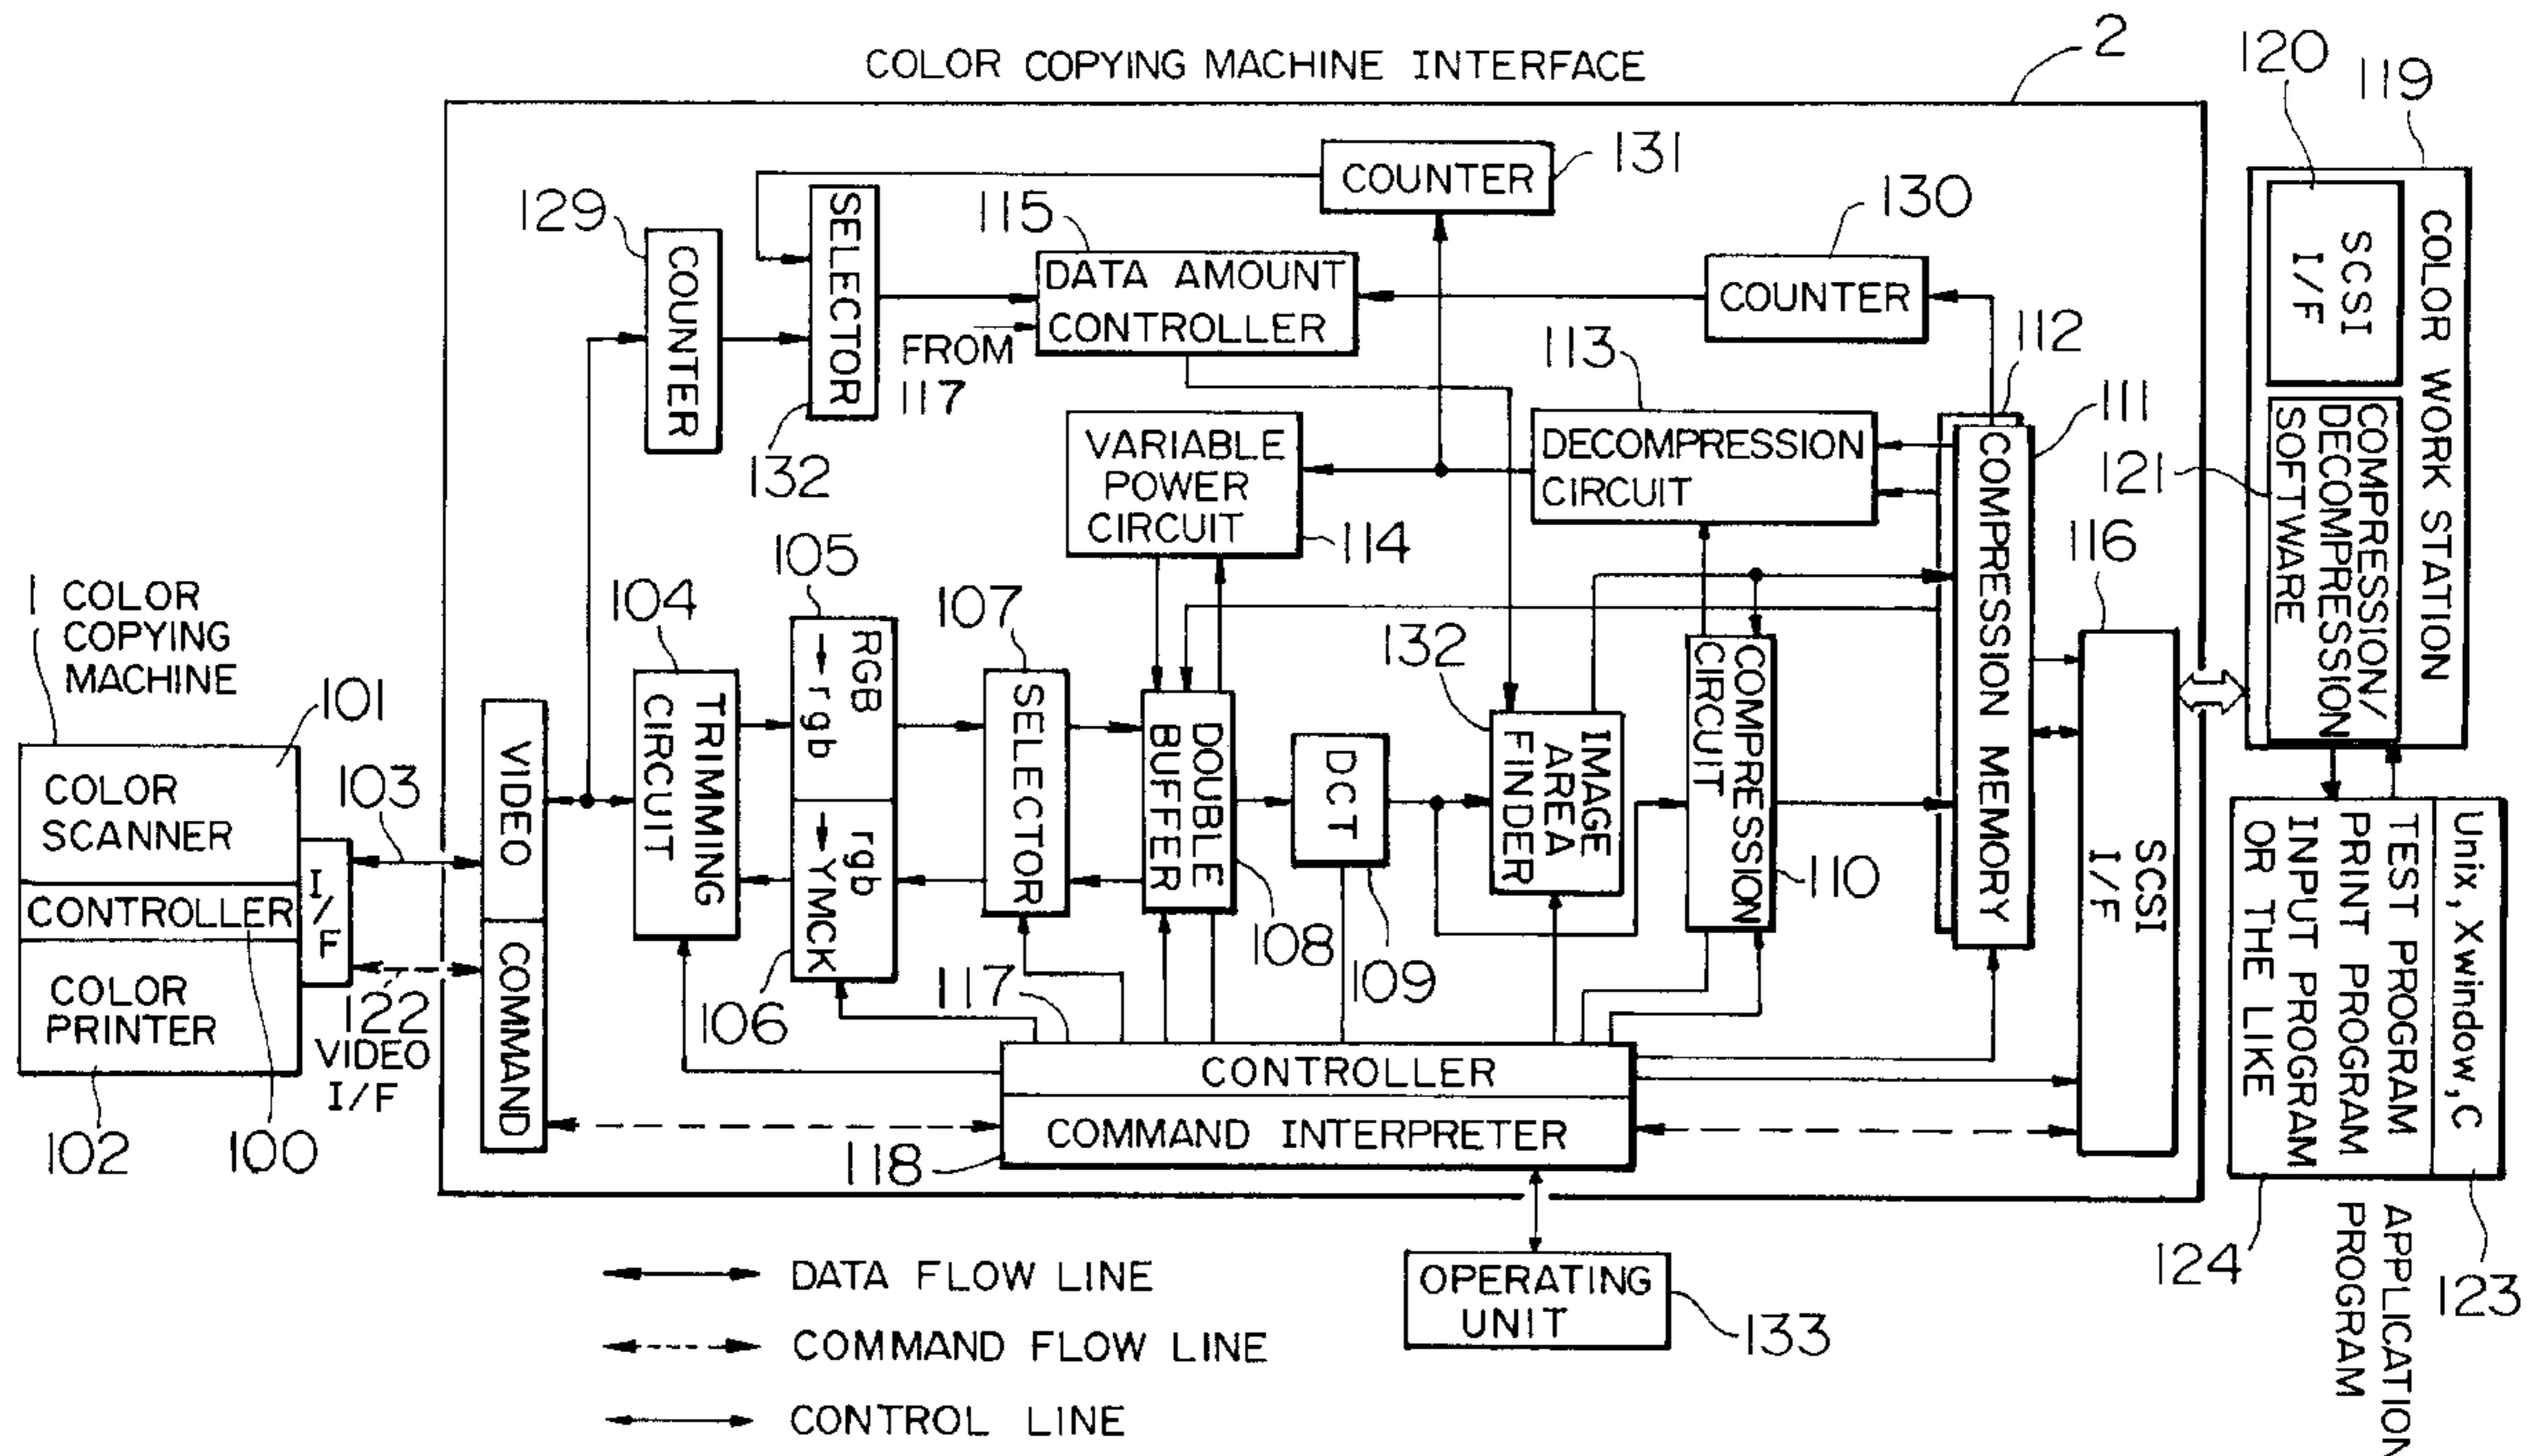 COLOR COPYING MACHINE INTERFACE
2
120
119
131
COUNTER
130
COUNTER
129
COUNTER
SELECTOR
132
115
DATA AMOUNT
CONTROLLER
FROM
117
113
DECOMPRESSION
CIRCUIT
112
111
COMPRESSION MEMORY
VARIABLE
POWER
CIRCUIT
114
SCSI
I/F
COLOR WORK STATION
121
COMPRESSION/
DECOMPRESSION
SOFTWARE
116
SCSI
I/F
1 COLOR
COPYING
MACHINE
101
COLOR
SCANNER
CONTROLLER
COLOR
PRINTER
102
100
I/F
103
122
VIDEO
I/F
VIDEO
COMMAND
104
TRIMMING
CIRCUIT
105
RGB
→rgb
rgb
→YMCK
106
107
SELECTOR
DOUBLE
BUFFER
108
DCT
109
132
IMAGE
AREA
FINDER
COMPRESSION
CIRCUIT
110
117
CONTROLLER
COMMAND INTERPRETER
118
OPERATING
UNIT
133
Unix, Xwindow, C
TEST PROGRAM
PRINT PROGRAM
INPUT PROGRAM
OR THE LIKE
124
123
APPLICATION
PROGRAM
DATA FLOW LINE
COMMAND FLOW LINE
CONTROL LINE